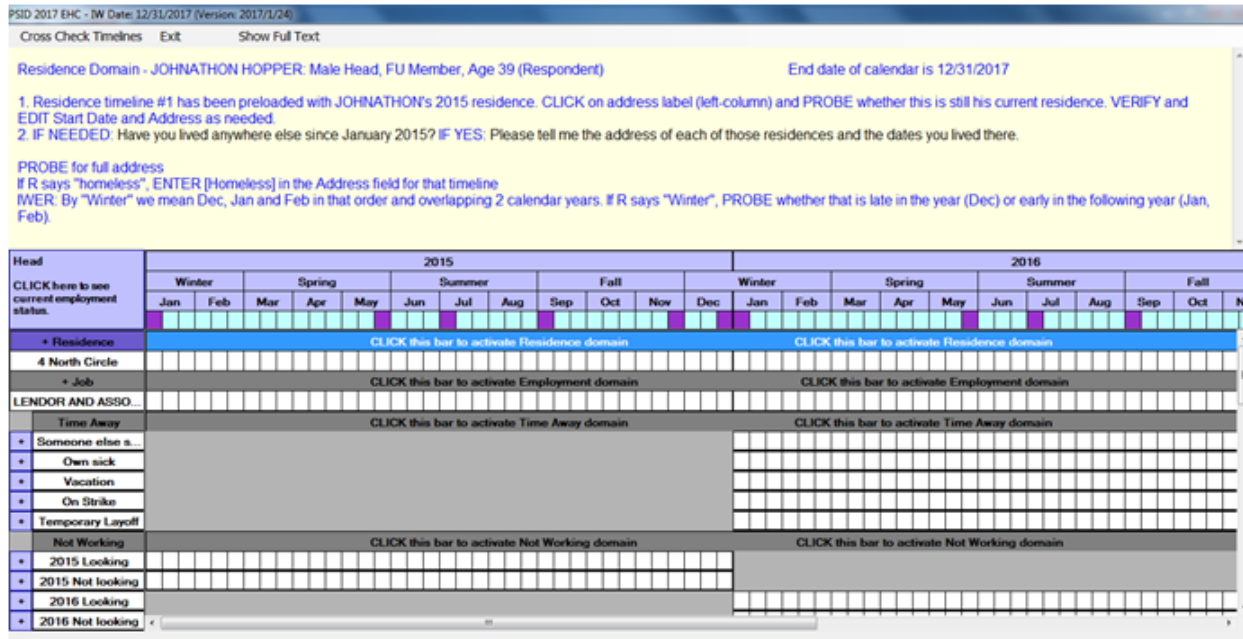 PSID 2017 EHC - IW Date: 12/31/2017 (Version: 2017/1/24)
Cross Check Timelines Exit Show Full Text
Residence Domain - JOHNATHON HOPPER: Male Head, FU Member, Age 39 (Respondent) End date of calendar is 12/31/2017
1. Residence timeline #1 has been preloaded with JOHNATHON's 2015 residence. CLICK on address label (left-column) and PROBE whether this is still his current residence. VERIFY and
EDIT Start Date and Address as needed.
2. IF NEEDED: Have you lived anywhere else since January 2015? IF YES: Please tell me the address of each of those residences and the dates you lived there.
PROBE for full address
If R says "homeless", ENTER [Homeless] in the Address field for that timeline
IWER: By "Winter" we mean Dec, Jan and Feb in that order and overlapping 2 calendar years. If R says "Winter", PROBE whether that is late in the year (Dec) or early in the following year (Jan,
Feb).
Head 2015 2016
CLICK here to see
current employment
status.
Winter Spring Summer Fall Winter Spring Summer Fall
Jan Feb Mar Apr May Jun Jul Aug Sep Oct Nov Dec Jan Feb Mar Apr May Jun Jul Aug Sep Oct N
+ Residence CLICK this bar to activate Residence domain CLICK this bar to activate Residence domain
4 North Circle
+ Job CLICK this bar to activate Employment domain CLICK this bar to activate Employment domain
LENDOR AND ASSO...
Time Away CLICK this bar to activate Time Away domain CLICK this bar to activate Time Away domain
+ Someone else s...
+ Own sick
+ Vacation
+ On Strike
+ Temporary Layoff
Not Working CLICK this bar to activate Not Working domain CLICK this bar to activate Not Working domain
+ 2015 Looking
+ 2015 Not looking
+ 2016 Looking
+ 2016 Not looking